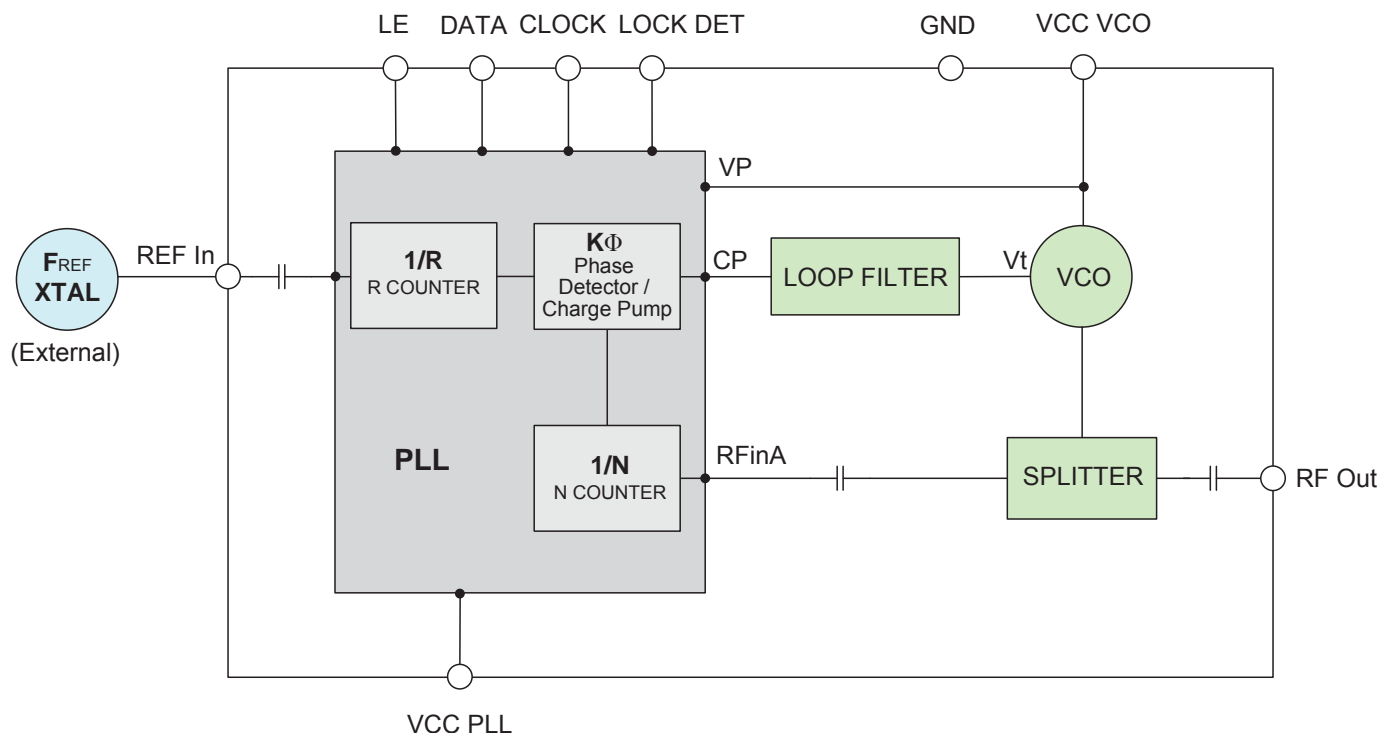 LE
DATA
CLOCK
LOCK DET
GND
VCC VCO
VP
FREF
XTAL
(External)
REF In
1/R
R COUNTER
KΦ
Phase
Detector /
Charge Pump
CP
LOOP FILTER
Vt
VCO
PLL
1/N
N COUNTER
RFinA
SPLITTER
RF Out
VCC PLL